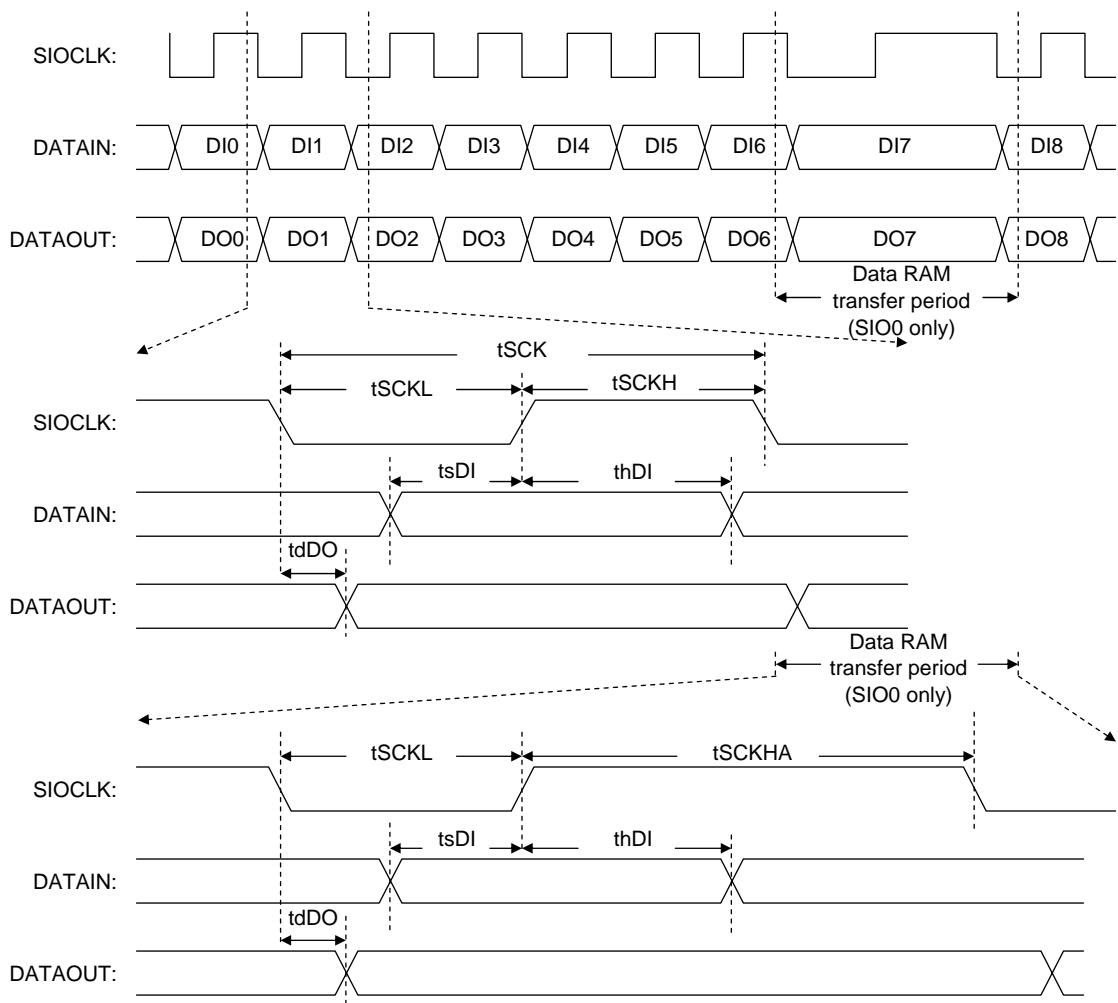 SIOCLK:
DATAIN: DI0 DI1 DI2 DI3 DI4 DI5 DI6 DI7 DI8
DATAOUT: DO0 DO1 DO2 DO3 DO4 DO5 DO6 DO7 DO8
Data RAM
transfer period
(SIO0 only)
tSCK
tSCKL tSCKH
SIOCLK:
tsDI thDI
DATAIN:
tdDO
DATAOUT:
Data RAM
transfer period
(SIO0 only)
tSCKL tSCKHA
SIOCLK:
tsDI thDI
DATAIN:
tdDO
DATAOUT: